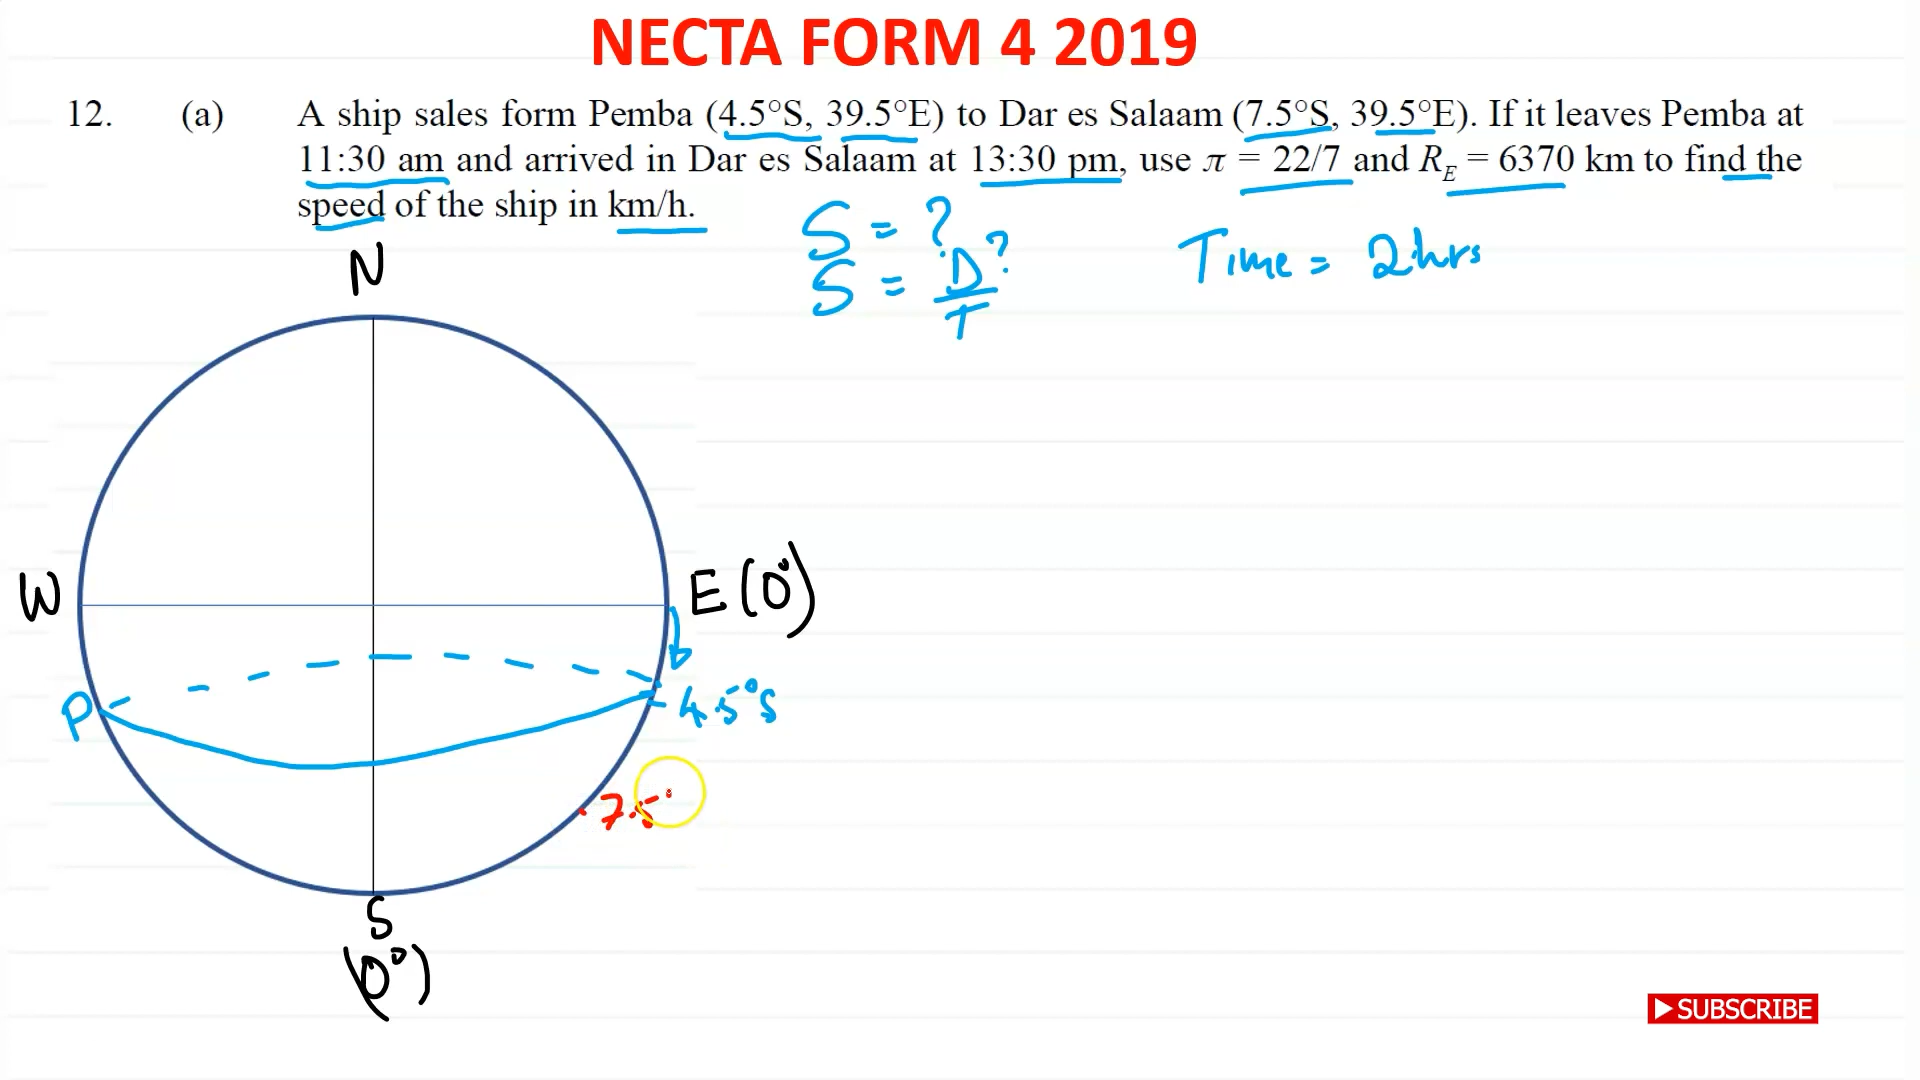 NECTA FORM 4 2019
12. (a) A ship sales form Pemba (4.5°S, 39.5°E) to Dar es Salaam (7.5°S, 39.5°E). If it leaves Pemba at
11:30 am and arrived in Dar es Salaam at 13:30 pm, use π = 22/7 and R_E = 6370 km to find the
speed of the ship in km/h.
S = ?
S = D?/T
Time = 2hrs
N
W
E (0°)
P
4.5°S
7.5°
S
(0°)
SUBSCRIBE